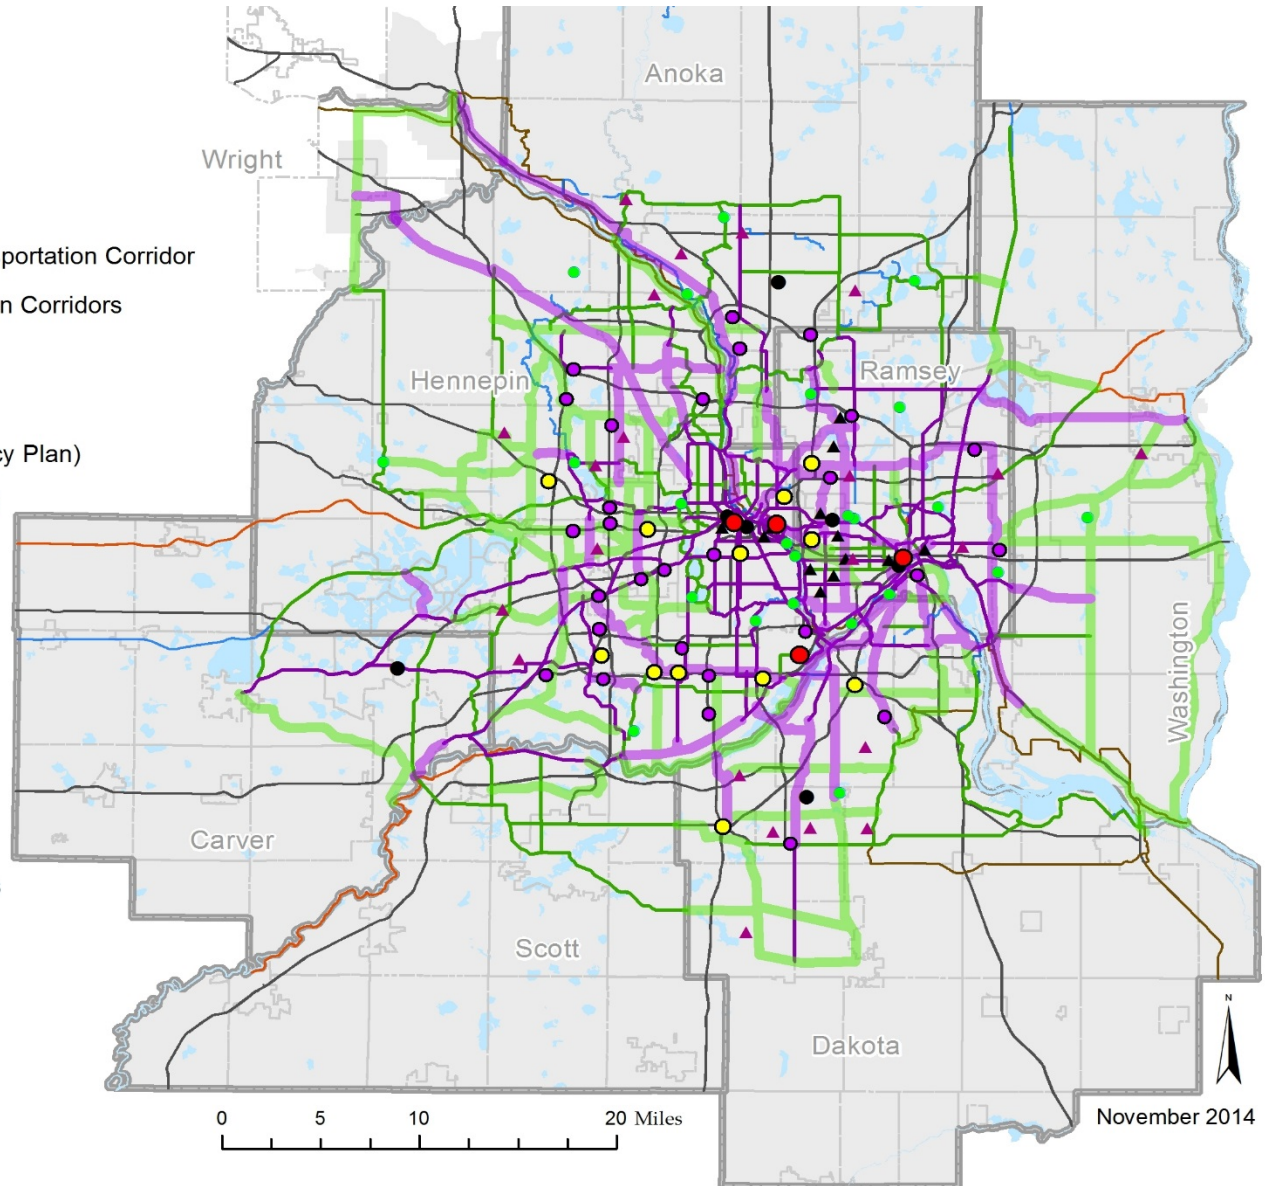 Anoka
Wright
portation Corridor
n Corridors
Hennepin
Ramsey
cy Plan)
Washington
Carver
s
Scott
N
Dakota
0 5 10 20 Miles
November 2014